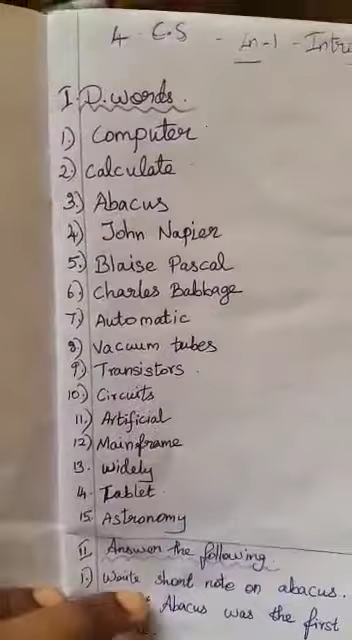 4 C.S - Ln-1 - Intr
I D.words.
1.) Computer
2.) Calculate
3.) Abacus
4.) John Napier
5.) Blaise Pascal
6.) Charles Babbage
7.) Automatic
8.) Vacuum tubes
9.) Transistors
10.) Circuits
11.) Artificial
12.) Mainframe
13. Widely
14. Tablet
15. Astronomy
II Answer the following.
1.) Write short note on abacus.
Abacus was the first